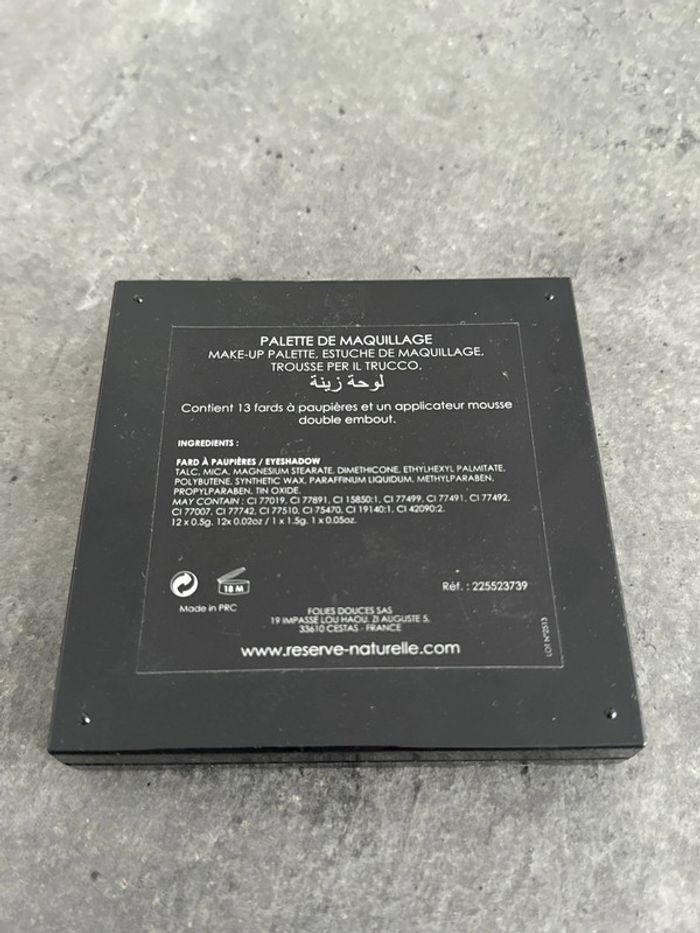 PALETTE DE MAQUILLAGE
MAKE-UP PALETTE, ESTUCHE DE MAQUILLAGE,
TROUSSE PER IL TRUCCO,
لوحة زينة
Contient 13 fards à paupières et un applicateur mousse
double embout.
INGREDIENTS :
FARD À PAUPIÈRES / EYESHADOW
TALC, MICA, MAGNESIUM STEARATE, DIMETHICONE, ETHYLHEXYL PALMITATE,
POLYBUTENE, SYNTHETIC WAX, PARAFFINUM LIQUIDUM, METHYLPARABEN,
PROPYLPARABEN, TIN OXIDE.
MAY CONTAIN : CI 77019, CI 77891, CI 15850:1, CI 77499, CI 77491, CI 77492,
CI 77007, CI 77742, CI 77510, CI 75470, CI 19140:1, CI 42090:2.
12 x 0.5g. 12x 0.02oz / 1 x 1.5g. 1 x 0.05oz.
18 M
Réf. : 225523739
Made in PRC
FOLIES DOUCES SAS
19 IMPASSE LOU HAOU. ZI AUGUSTE 5.
33610 CESTAS - FRANCE
www.reserve-naturelle.com
LOT N°2513